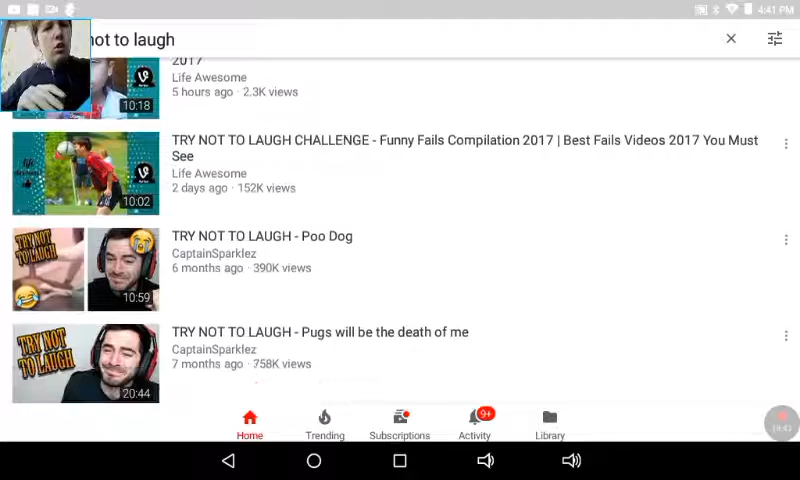 4:41 PM
not to laugh
2017
Life Awesome
5 hours ago · 2.3K views
10:18
TRY NOT TO LAUGH CHALLENGE - Funny Fails Compilation 2017 | Best Fails Videos 2017 You Must
See
Life Awesome
2 days ago · 152K views
10:02
TRY NOT TO LAUGH - Poo Dog
CaptainSparklez
6 months ago · 390K views
TRY NOT
TO LAUGH
10:59
TRY NOT TO LAUGH - Pugs will be the death of me
CaptainSparklez
7 months ago · 758K views
TRY NOT
TO LAUGH
20:44
9+
Home Trending Subscriptions Activity Library